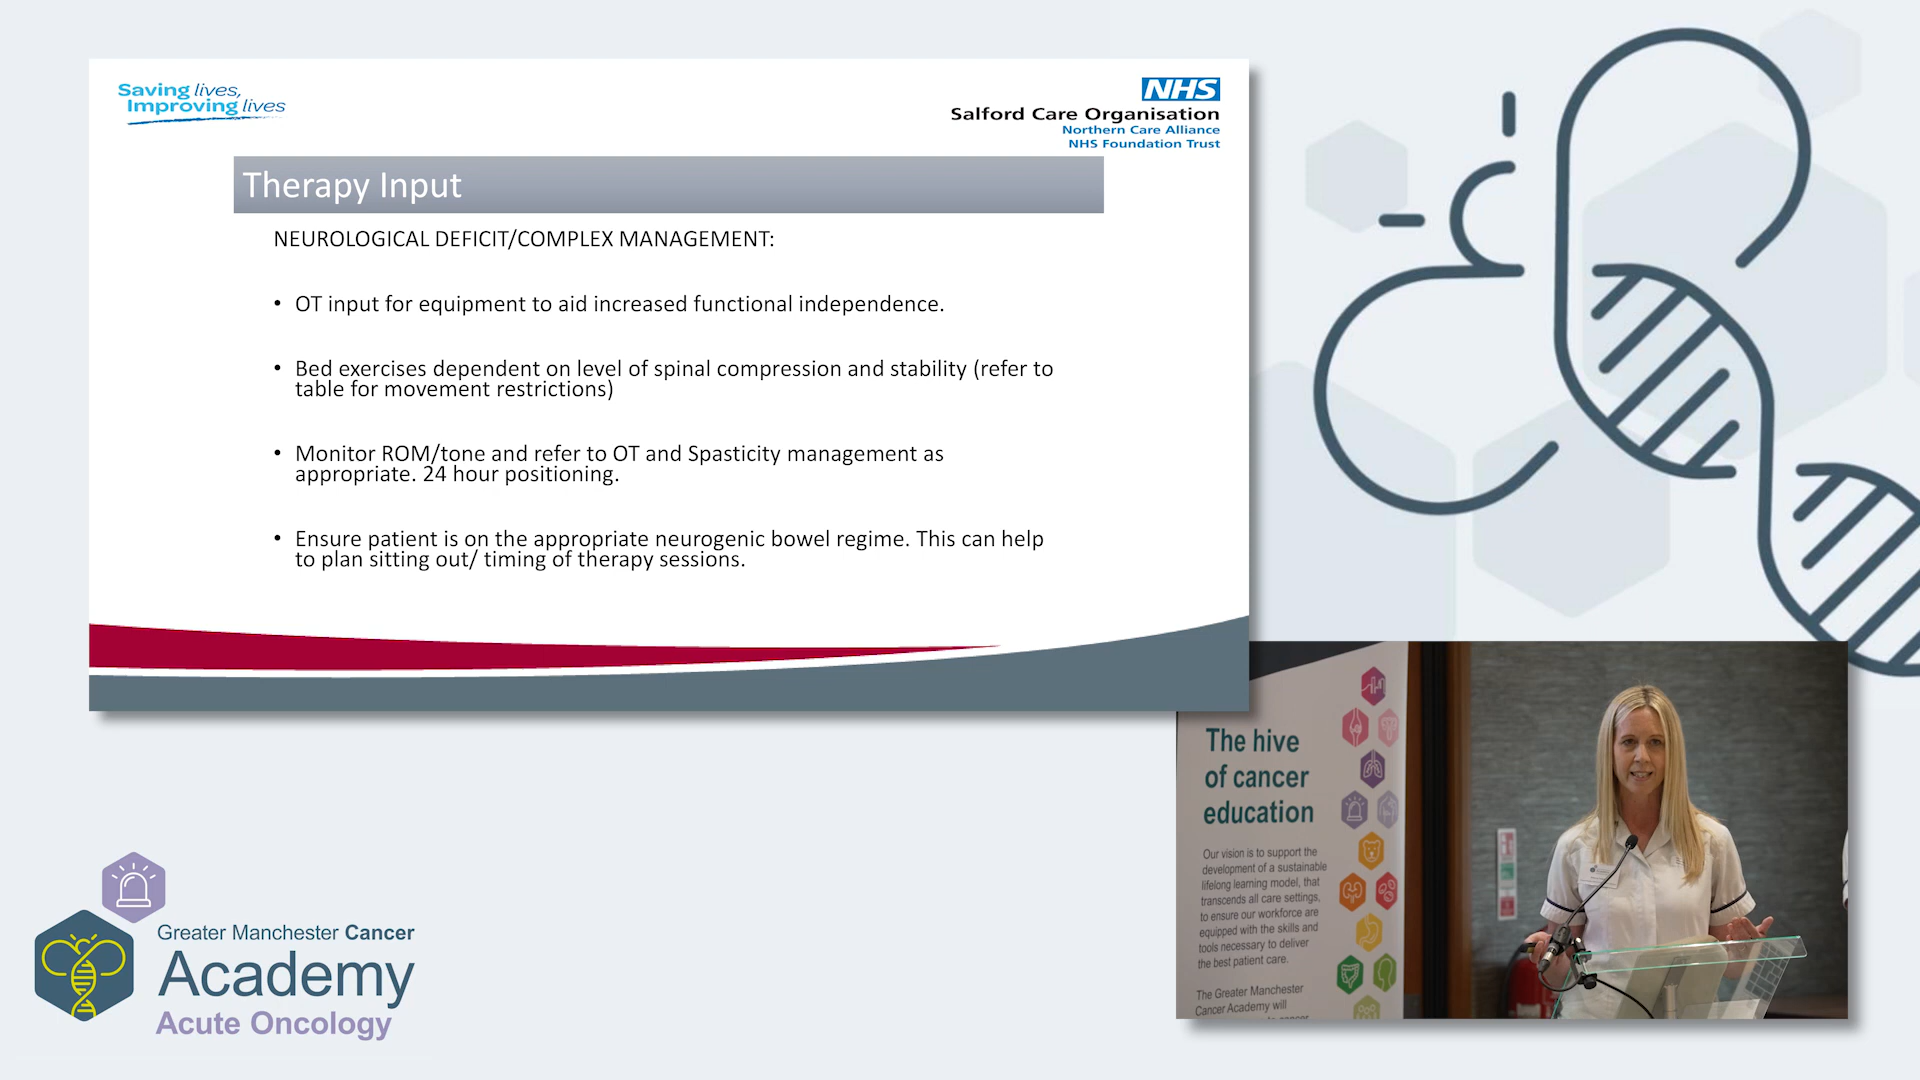 Saving lives,
Improving lives
NHS
Salford Care Organisation
Northern Care Alliance
NHS Foundation Trust
Therapy Input
NEUROLOGICAL DEFICIT/COMPLEX MANAGEMENT:
• OT input for equipment to aid increased functional independence.
• Bed exercises dependent on level of spinal compression and stability (refer to
table for movement restrictions)
• Monitor ROM/tone and refer to OT and Spasticity management as
appropriate. 24 hour positioning.
• Ensure patient is on the appropriate neurogenic bowel regime. This can help
to plan sitting out/ timing of therapy sessions.
The hive
of cancer
education
Our vision is to support the
development of a sustainable
lifelong learning model, that
transcends all care settings,
to ensure our workforce are
equipped with the skills and
tools necessary to deliver
the best patient care.
The Greater Manchester
Cancer Academy will
Greater Manchester Cancer
Academy
Acute Oncology